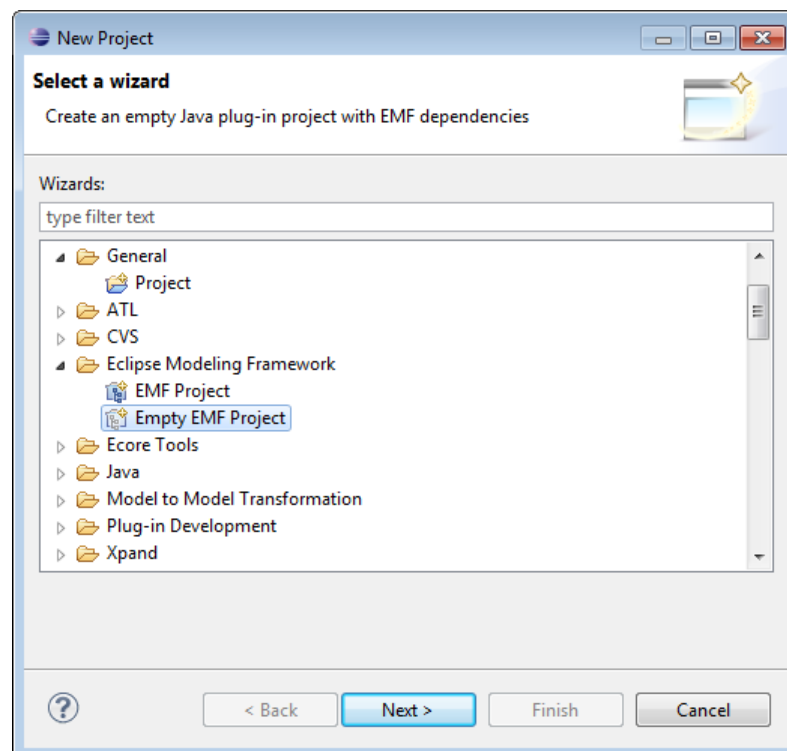 New Project
Select a wizard
Create an empty Java plug-in project with EMF dependencies
Wizards:
type filter text
General
Project
ATL
CVS
Eclipse Modeling Framework
EMF Project
Empty EMF Project
Ecore Tools
Java
Model to Model Transformation
Plug-in Development
Xpand
? < Back Next > Finish Cancel